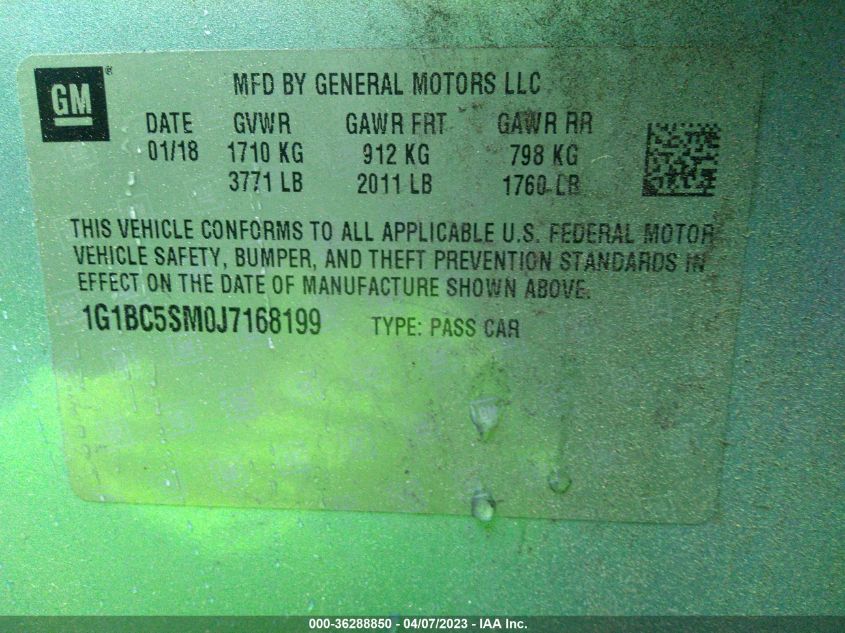 GM ®
MFD BY GENERAL MOTORS LLC
DATE GVWR GAWR FRT GAWR RR
01/18 1710 KG 912 KG 798 KG
3771 LB 2011 LB 1760 LB
THIS VEHICLE CONFORMS TO ALL APPLICABLE U.S. FEDERAL MOTOR
VEHICLE SAFETY, BUMPER, AND THEFT PREVENTION STANDARDS IN
EFFECT ON THE DATE OF MANUFACTURE SHOWN ABOVE.
1G1BC5SM0J7168199 TYPE: PASS CAR
000-36288850 - 04/07/2023 - IAA Inc.